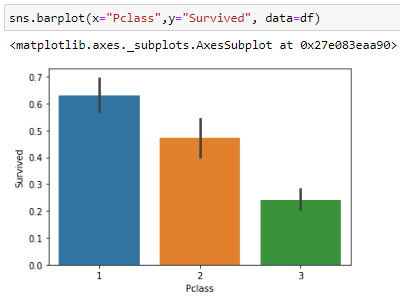 sns.barplot(x="Pclass",y="Survived", data=df)
<matplotlib.axes._subplots.AxesSubplot at 0x27e083eaa90>
0.7
0.6
0.5
0.4
0.3
0.2
0.1
0.0
Survived
1 2 3
Pclass